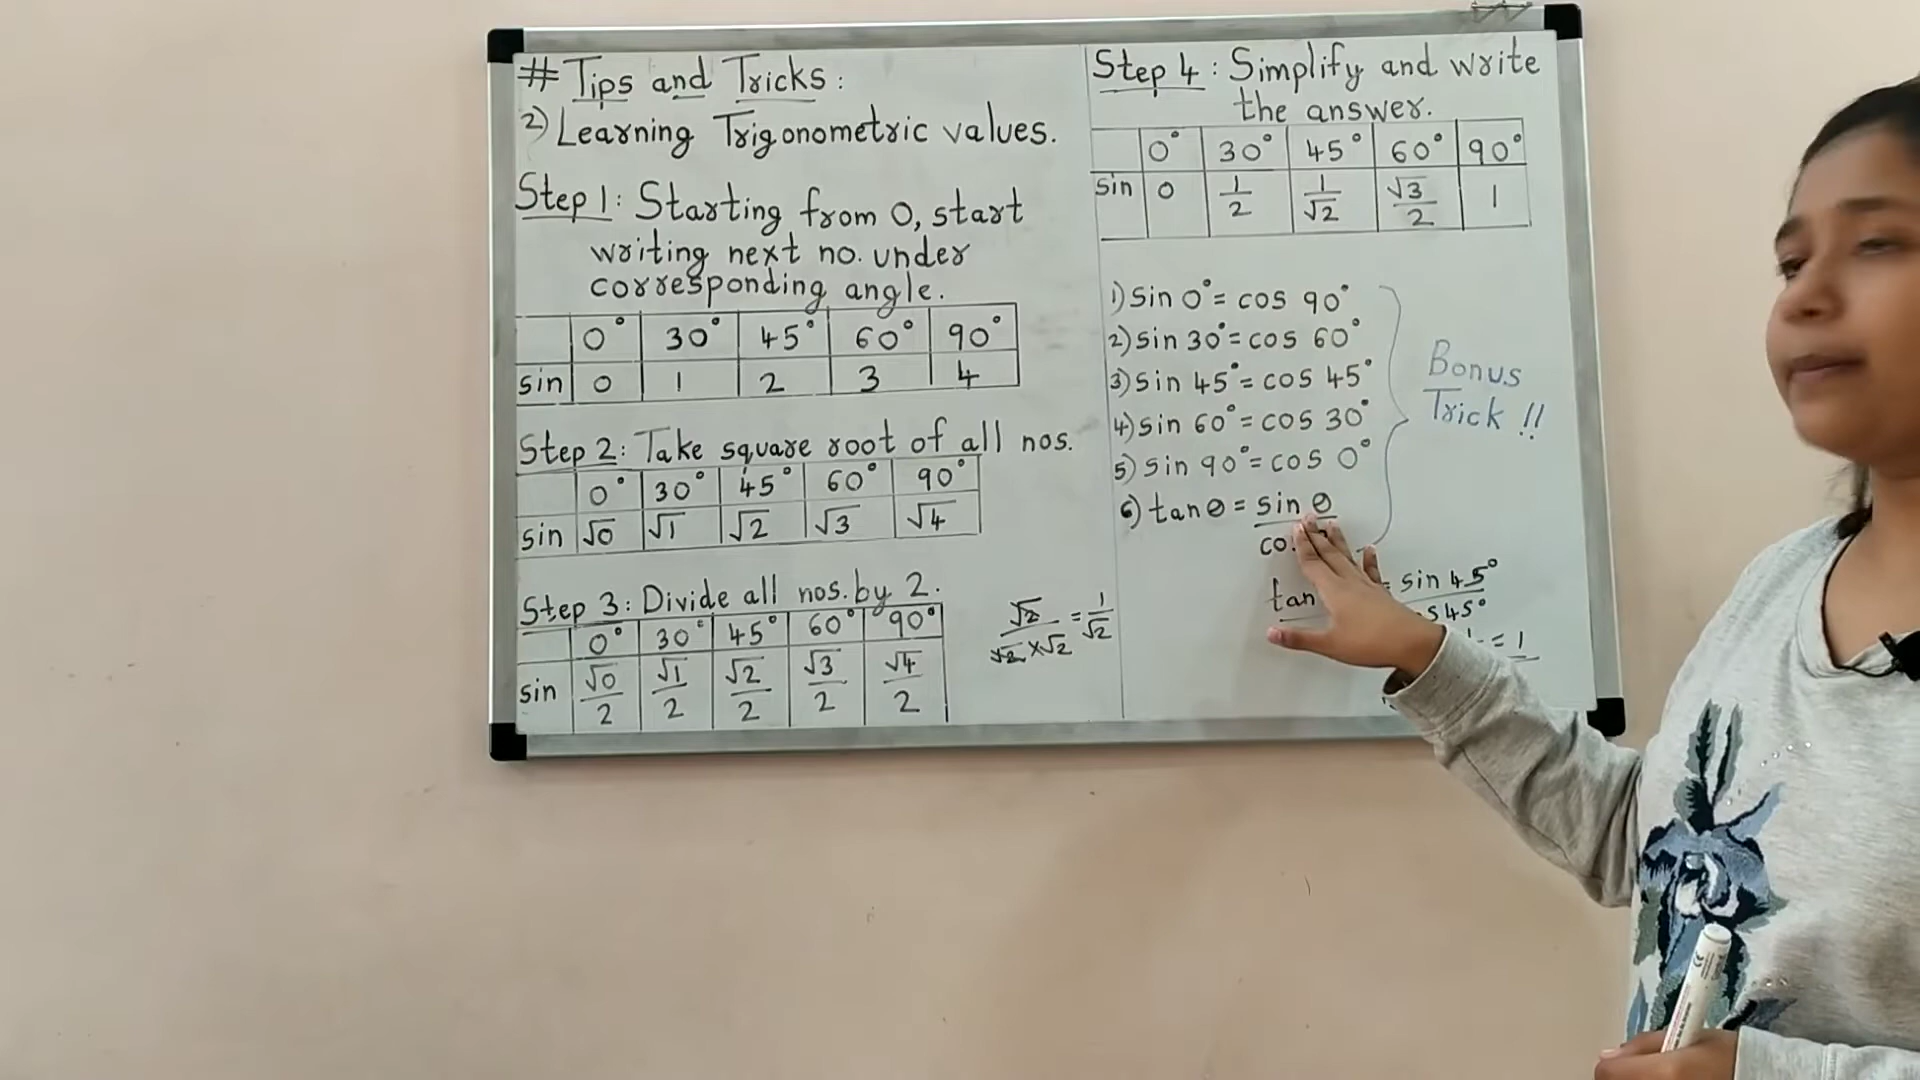 # Tips and Tricks:
2) Learning Trigonometric values.
Step 1: Starting from 0, start
writing next no. under
corresponding angle.
0° 30° 45° 60° 90°
sin 0 1 2 3 4
Step 2: Take square root of all nos.
0° 30° 45° 60° 90°
sin √0 √1 √2 √3 √4
Step 3: Divide all nos. by 2.
0° 30° 45° 60° 90°
sin √0/2 √1/2 √2/2 √3/2 √4/2
√2/√2×√2 = 1/√2
Step 4: Simplify and write
the answer.
0° 30° 45° 60° 90°
sin 0 1/2 1/√2 √3/2 1
1) sin 0° = cos 90°
2) sin 30° = cos 60°
3) sin 45° = cos 45°
4) sin 60° = cos 30°
5) sin 90° = cos 0°
6) tan θ = sin θ
Bonus
Trick !!
tan = sin 45°
s 45°
= 1